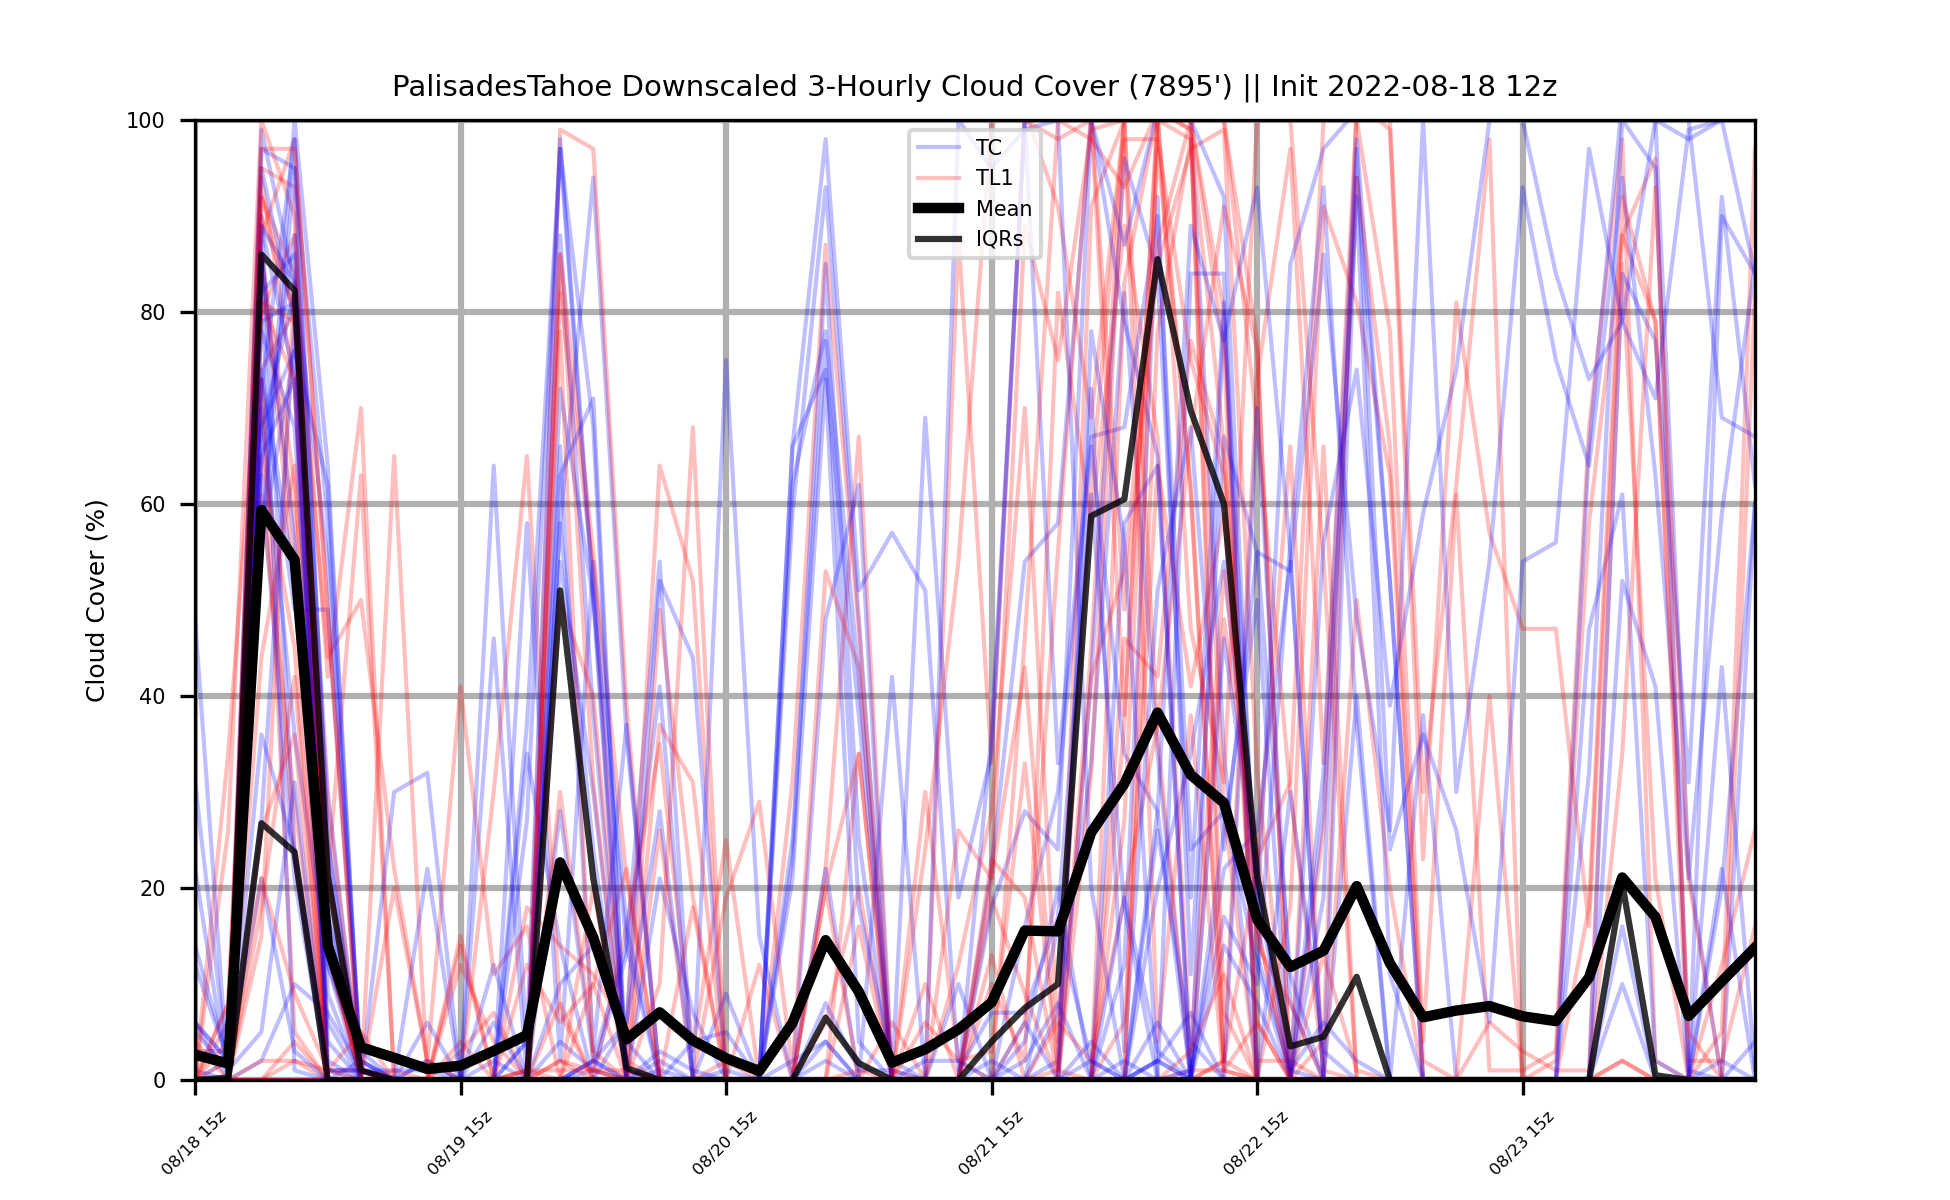 PalisadesTahoe Downscaled 3-Hourly Cloud Cover (7895') || Init 2022-08-18 12z
Cloud Cover (%)
100
80
60
40
20
0
TC
TL1
Mean
IQRs
08/18 15z
08/19 15z
08/20 15z
08/21 15z
08/22 15z
08/23 15z